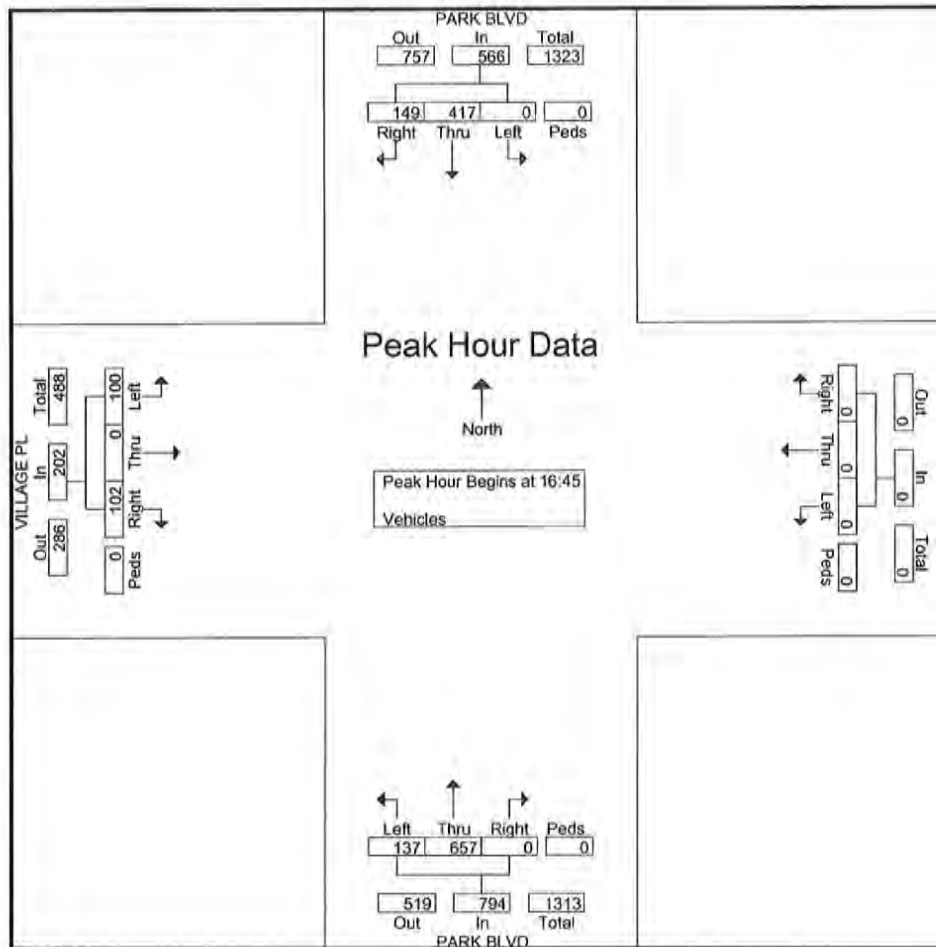 PARK BLVD
Out In Total
757 566 1323
149 417 0 0
Right Thru Left Peds
Peak Hour Data
North
Peak Hour Begins at 16:45
Vehicles
VILLAGE PL
Out In Total
286 202 488
0 102 0 100
Peds Right Thru Left
Out In Total
0 0 0
Right Thru Left Peds
0 0 0 0
Left Thru Right Peds
137 657 0 0
519 794 1313
Out In Total
PARK BLVD